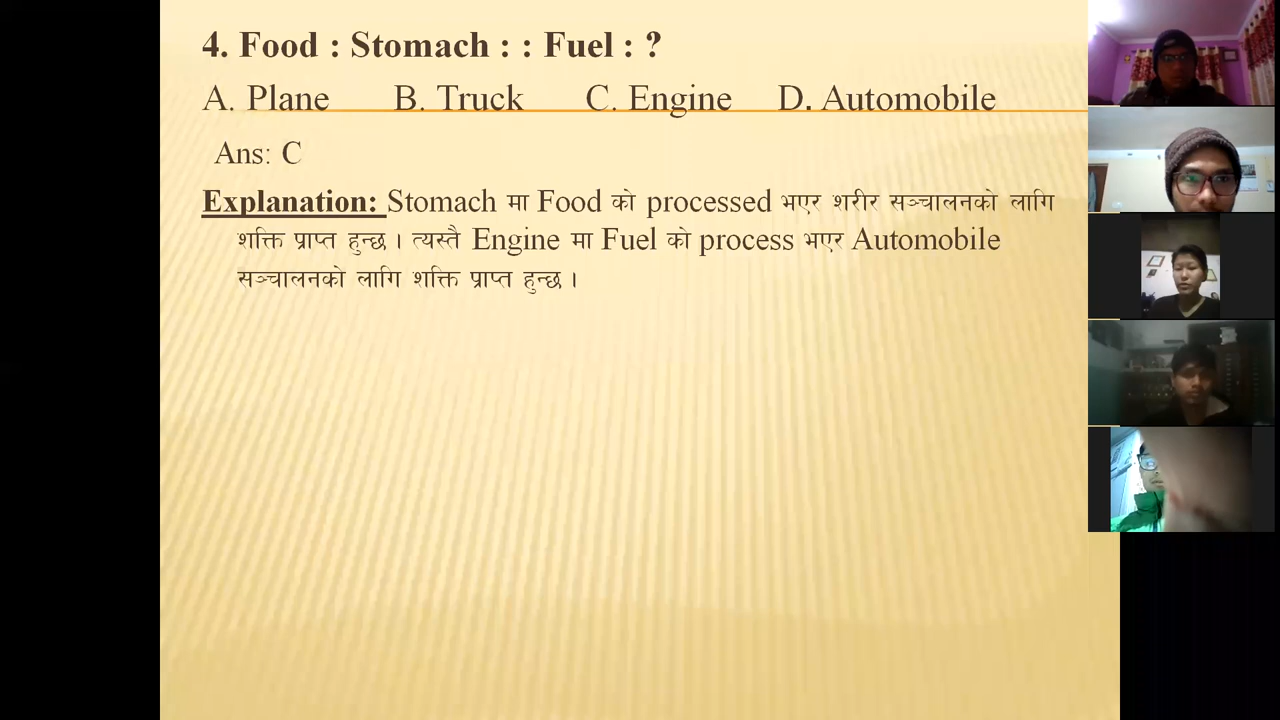 4. Food : Stomach : : Fuel : ?
A. Plane B. Truck C. Engine D. Automobile
Ans: C
Explanation: Stomach मा Food को processed भएर शरीर सञ्चालनको लागि
शक्ति प्राप्त हुन्छ । त्यस्तै Engine मा Fuel को process भएर Automobile
सञ्चालनको लागि शक्ति प्राप्त हुन्छ ।